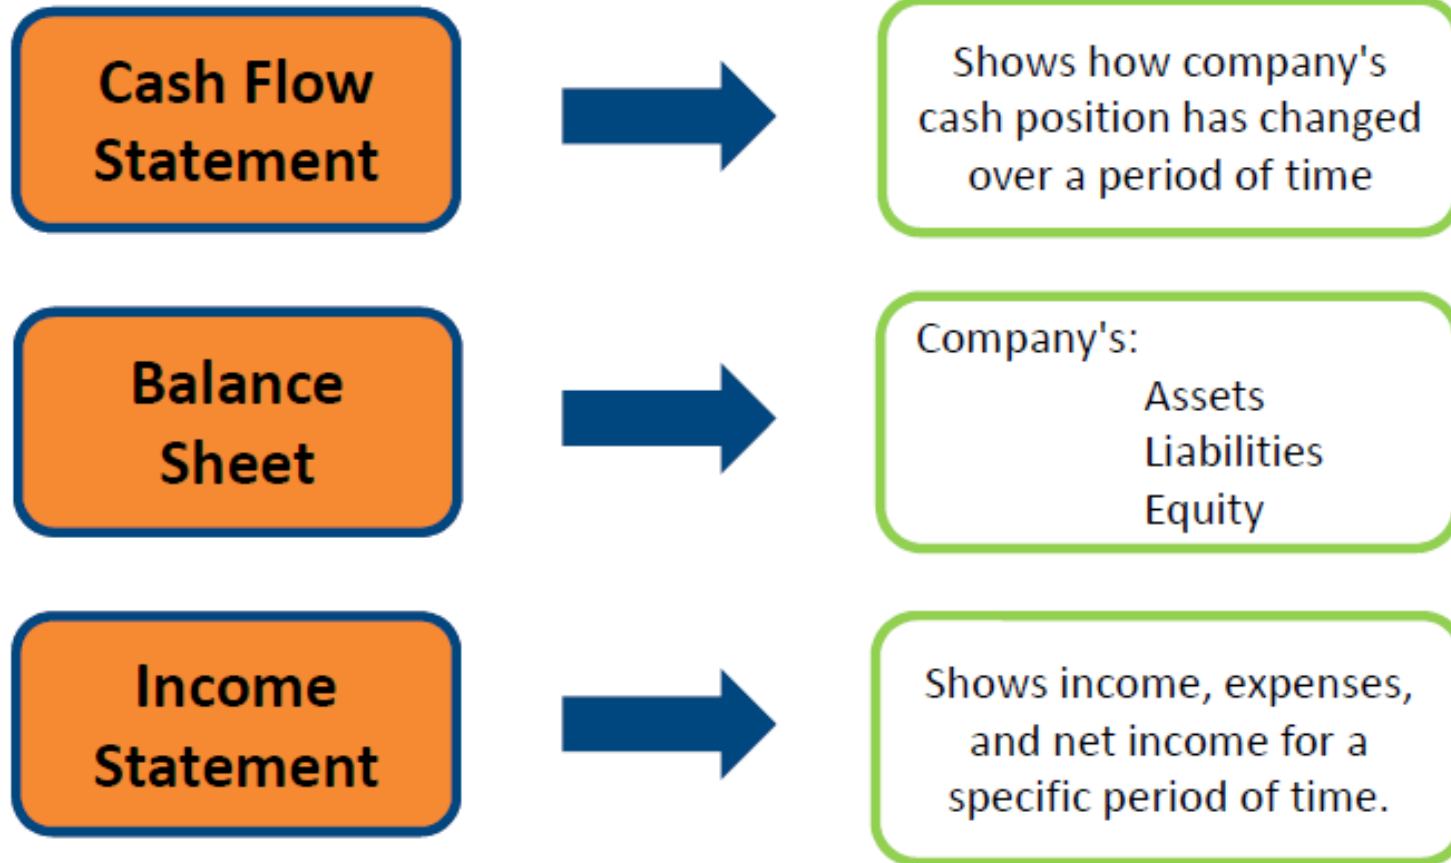 Cash Flow
Statement
Shows how company's
cash position has changed
over a period of time
Balance
Sheet
Company's:
Assets
Liabilities
Equity
Income
Statement
Shows income, expenses,
and net income for a
specific period of time.